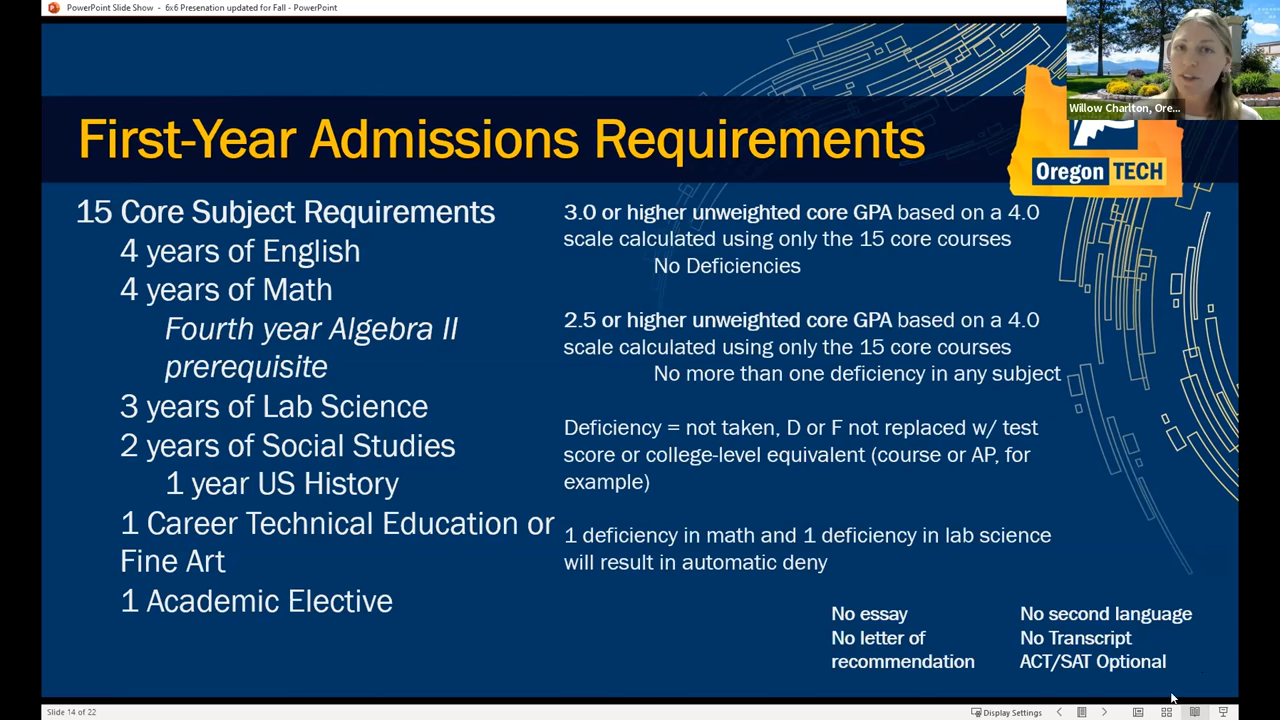 PowerPoint Slide Show - 6x6 Presenation updated for Fall - PowerPoint
Willow Charlton, Ore...
First-Year Admissions Requirements
Oregon TECH
15 Core Subject Requirements
4 years of English
4 years of Math
Fourth year Algebra II
prerequisite
3 years of Lab Science
2 years of Social Studies
1 year US History
1 Career Technical Education or
Fine Art
1 Academic Elective
3.0 or higher unweighted core GPA based on a 4.0
scale calculated using only the 15 core courses
No Deficiencies
2.5 or higher unweighted core GPA based on a 4.0
scale calculated using only the 15 core courses
No more than one deficiency in any subject
Deficiency = not taken, D or F not replaced w/ test
score or college-level equivalent (course or AP, for
example)
1 deficiency in math and 1 deficiency in lab science
will result in automatic deny
No essay
No letter of
recommendation
No second language
No Transcript
ACT/SAT Optional
Slide 14 of 22
Display Settings